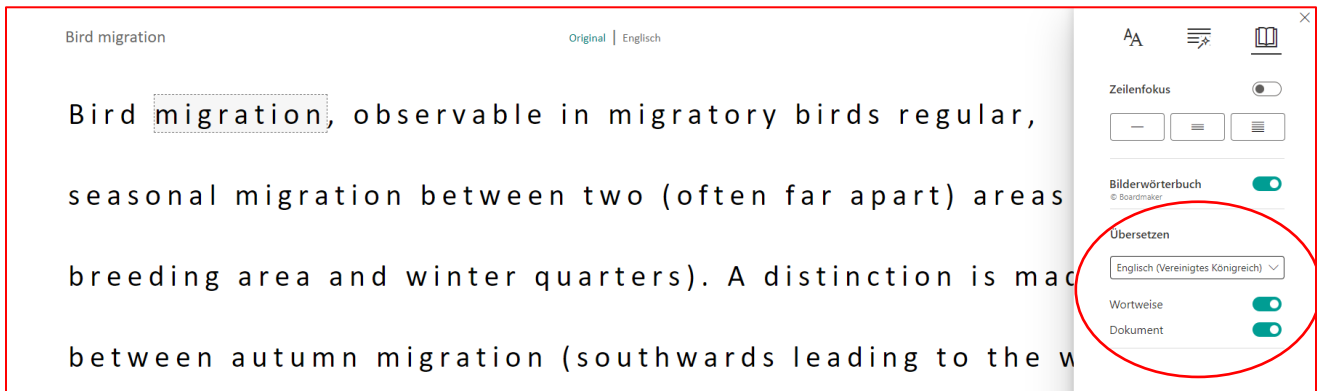 Bird migration
Original | Englisch
Bird migration, observable in migratory birds regular,
seasonal migration between two (often far apart) areas
breeding area and winter quarters). A distinction is mad
between autumn migration (southwards leading to the w
AA
Zeilenfokus
Bilderwörterbuch
© Boardmaker
Übersetzen
Englisch (Vereinigtes Königreich)
Wortweise
Dokument